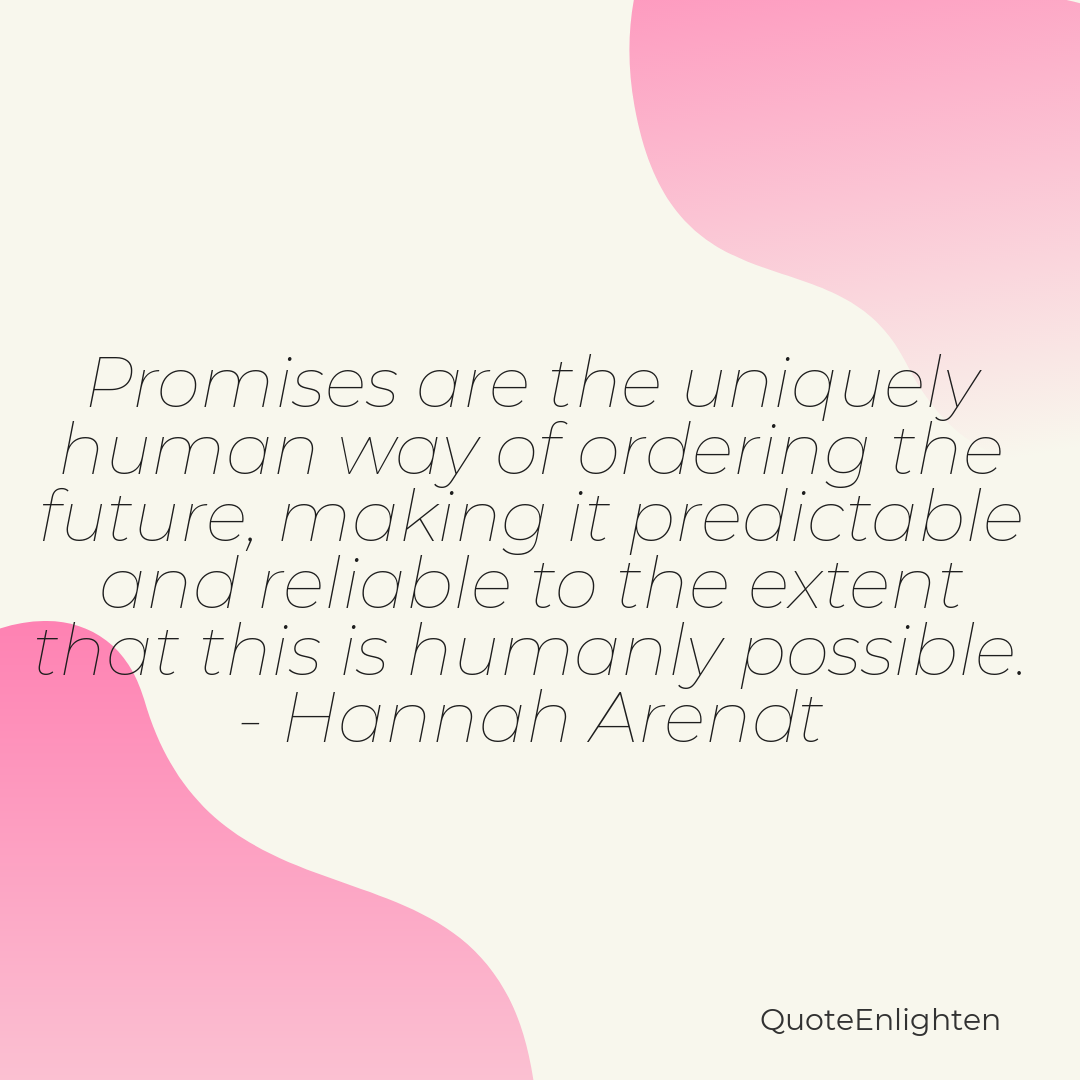 Promises are the uniquely
human way of ordering the
future, making it predictable
and reliable to the extent
that this is humanly possible.
- Hannah Arendt
QuoteEnlighten